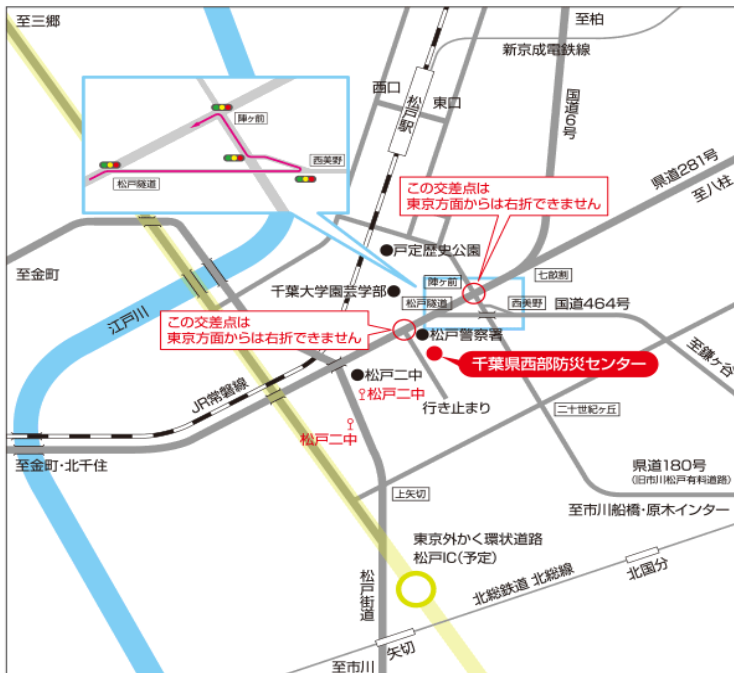 至三郷
至柏
新京成電鉄線
西口
東口
松戸駅
国道6号
陣ヶ前
西美野
松戸隧道
県道281号
至八柱
この交差点は
東京方面からは右折できません
戸定歴史公園
七畝割
至金町
千葉大学園芸学部
陣ヶ前
松戸隧道
西美野
国道464号
江戸川
この交差点は
東京方面からは右折できません
松戸警察署
千葉県西部防災センター
至鎌ヶ谷
松戸二中
松戸二中
JR常磐線
行き止まり
二十世紀ヶ丘
松戸二中
至金町・北千住
県道180号
(旧市川松戸有料道路)
上矢切
至市川船橋・原木インター
東京外かく環状道路
松戸IC(予定)
北国分
北総鉄道 北総線
松戸街道
矢切
至市川